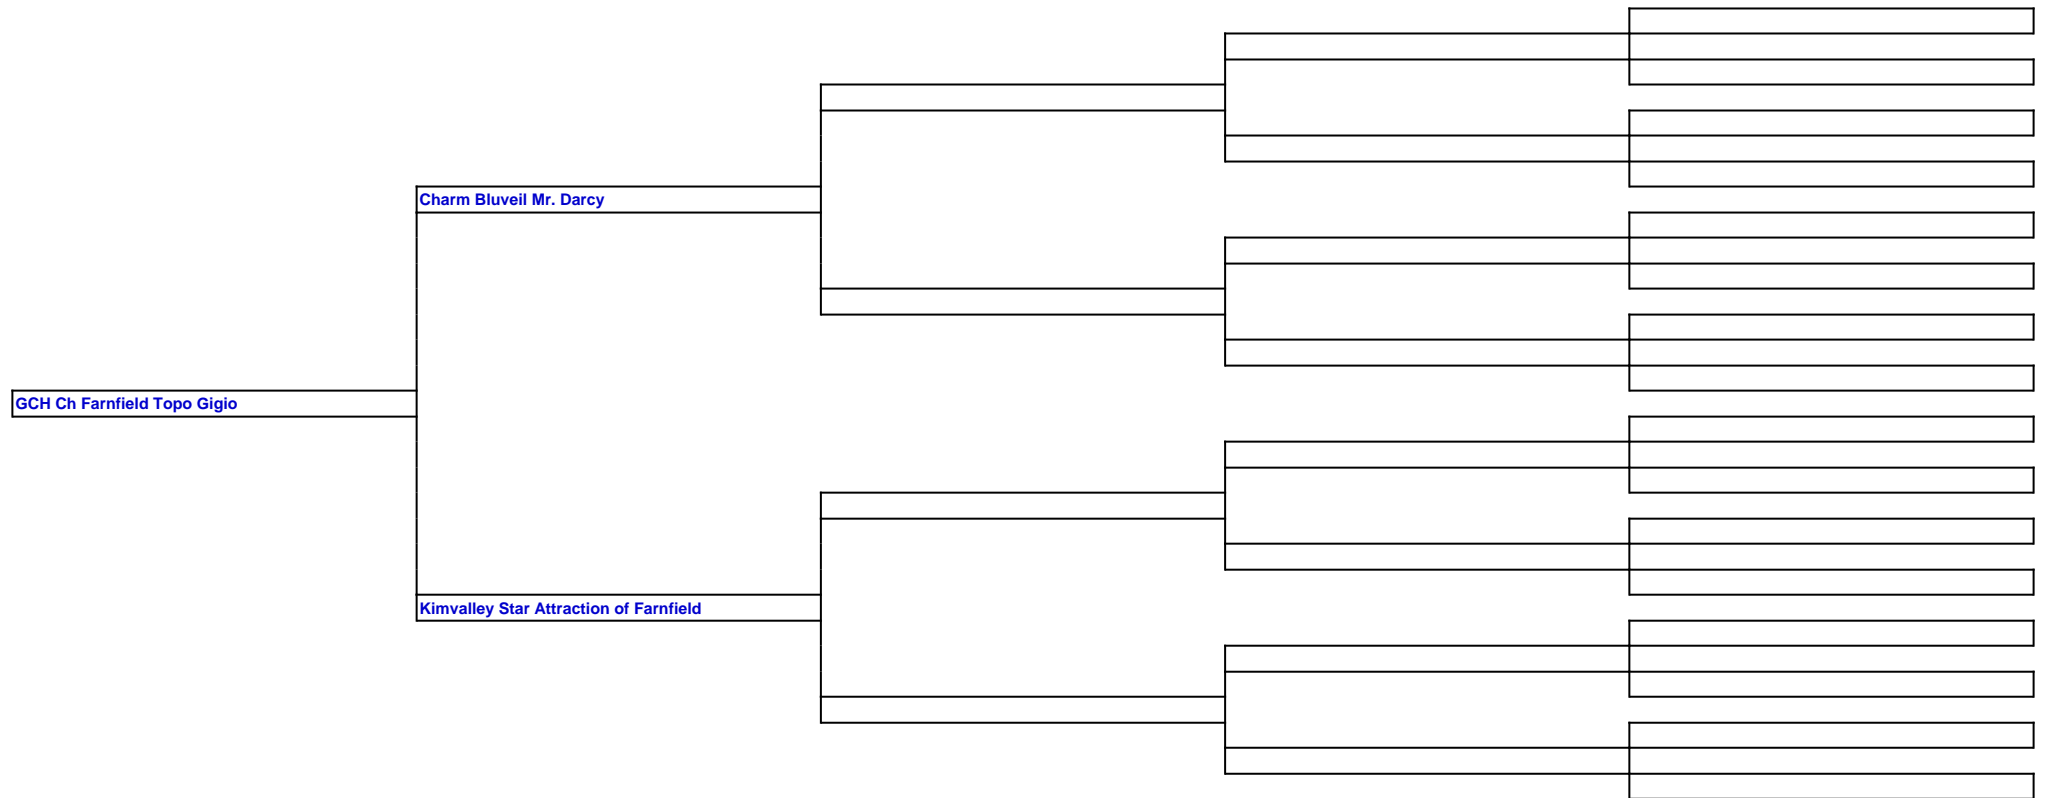 Charm Bluveil Mr. Darcy
GCH Ch Farnfield Topo Gigio
Kimvalley Star Attraction of Farnfield